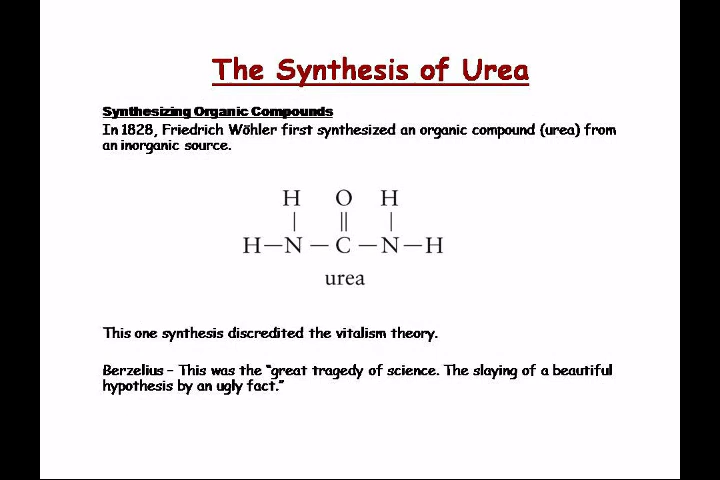 The Synthesis of Urea
Synthesizing Organic Compounds
In 1828, Friedrich Wöhler first synthesized an organic compound (urea) from
an inorganic source.
H O H
| || |
H—N—C—N—H
urea
This one synthesis discredited the vitalism theory.
Berzelius – This was the “great tragedy of science. The slaying of a beautiful
hypothesis by an ugly fact.”